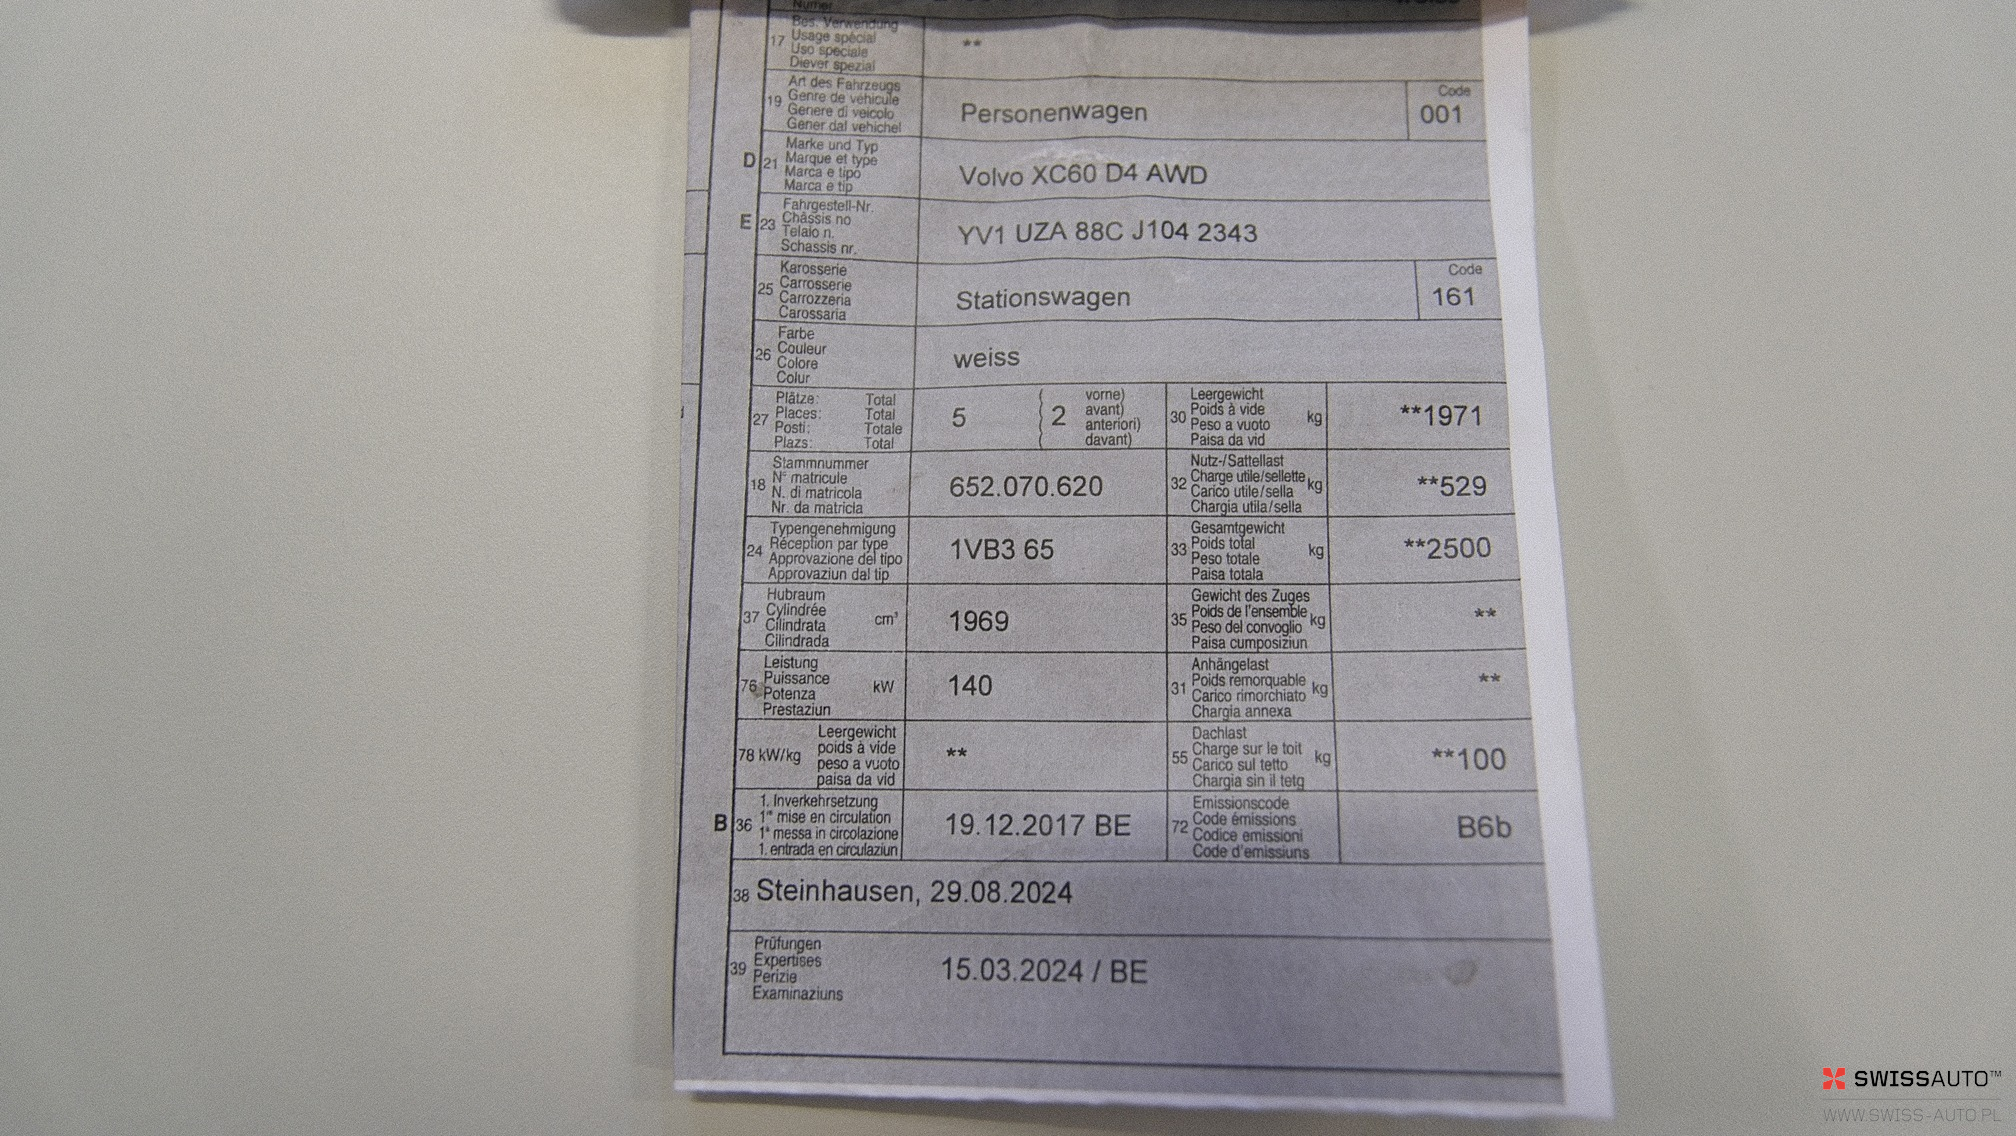 Numer
Bes. Verwendung
17 Usage spécial **
Uso speciale
Diever spezial
Art des Fahrzeugs Code
19 Genre de véhicule
Genere di veicolo Personenwagen 001
Gener dal vehichel
Marke und Typ
D 21 Marque et type Volvo XC60 D4 AWD
Marca e tipo
Marca e tip
Fahrgestell-Nr.
E 23 Châssis no YV1 UZA 88C J104 2343
Telaio n.
Schassis nr.
Karosserie Code
25 Carrosserie Stationswagen 161
Carrozzeria
Carossaria
Farbe
26 Couleur weiss
Colore
Colur
Plätze: Total vorne) Leergewicht
27 Places: Total 5 ( 2 avant) 30 Poids à vide kg **1971
Posti: Totale anteriori) Peso a vuoto
Plazs: Total davant) Paisa da vid
Stammnummer Nutz-/Sattellast
18 N° matricule 652.070.620 32 Charge utile/sellette kg **529
N. di matricola Carico utile/sella
Nr. da matricla Chargia utila/sella
Typengenehmigung Gesamtgewicht
24 Réception par type 1VB3 65 33 Poids total kg **2500
Approvazione del tipo Peso totale
Approvaziun dal tip Paisa totala
Hubraum Gewicht des Zuges
37 Cylindrée cm³ 1969 35 Poids de l'ensemble kg **
Cilindrata Peso del convoglio
Cilindrada Paisa cumposiziun
Leistung Anhängelast
76 Puissance kW 140 31 Poids remorquable kg **
Potenza Carico rimorchiato
Prestaziun Chargia annexa
Leergewicht Dachlast
78 kW/kg poids à vide ** 55 Charge sur le toit kg **100
peso a vuoto Carico sul tetto
paisa da vid Chargia sin il tetg
1. Inverkehrsetzung Emissionscode
B 36 1re mise en circulation 19.12.2017 BE 72 Code émissions B6b
1a messa in circolazione Codice emissioni
1. entrada en circulaziun Code d'emissiuns
38 Steinhausen, 29.08.2024
Prüfungen
39 Expertises 15.03.2024 / BE
Perizie
Examinaziuns
SWISSAUTO™
WWW.SWISS-AUTO.PL